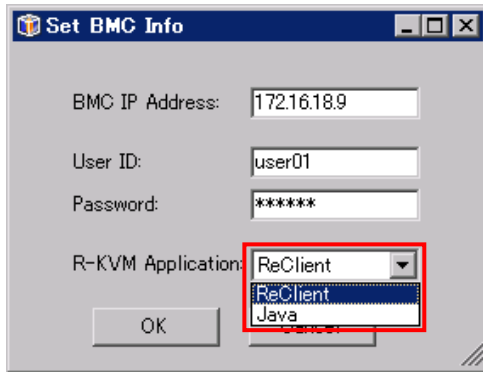 Set BMC Info
BMC IP Address: 172.16.18.9
User ID: user01
Password: ******
R-KVM Application: ReClient
ReClient
Java
OK